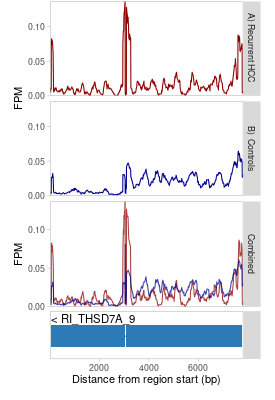 A) Recurrent HCC
0.10
0.05
0.00
FPM
B) Controls
0.10
0.05
0.00
Combined
0.10
0.05
0.00
FPM
< RI_THSD7A_9
2000
4000
6000
Distance from region start (bp)